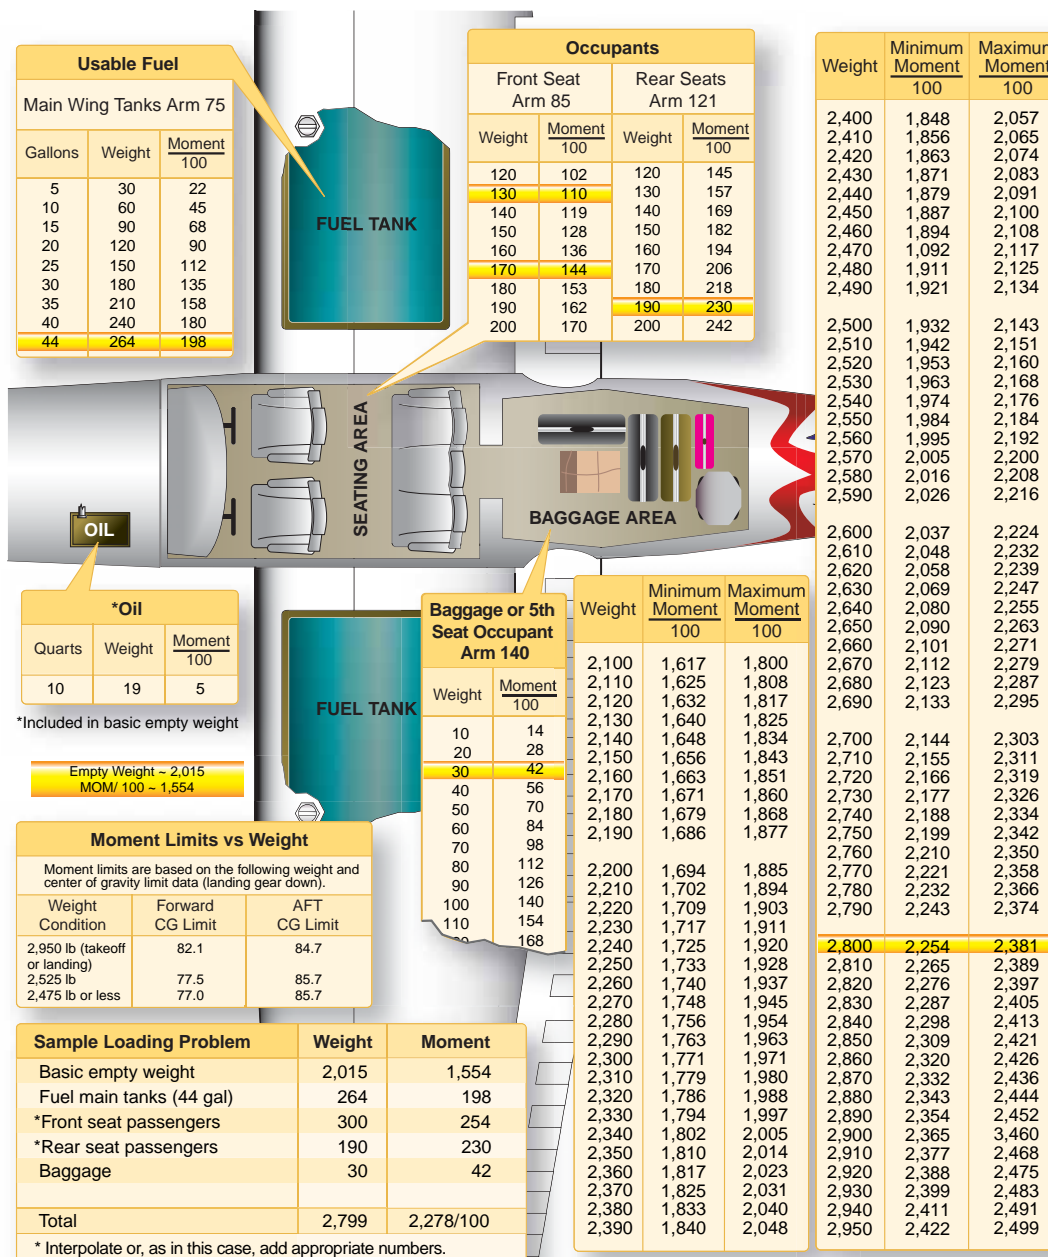 Usable Fuel
Main Wing Tanks Arm 75
Gallons Weight Moment/100
5 30 22
10 60 45
15 90 68
20 120 90
25 150 112
30 180 135
35 210 158
40 240 180
44 264 198
Occupants
Front Seat Arm 85 Rear Seats Arm 121
Weight Moment/100 Weight Moment/100
120 102 120 145
130 110 130 157
140 119 140 169
150 128 150 182
160 136 160 194
170 144 170 206
180 153 180 218
190 162 190 230
200 170 200 242
FUEL TANK
SEATING AREA
BAGGAGE AREA
OIL
FUEL TANK
*Oil
Quarts Weight Moment/100
10 19 5
*Included in basic empty weight
Empty Weight ~ 2,015
MOM/ 100 ~ 1,554
Baggage or 5th
Seat Occupant
Arm 140
Weight Moment/100
10 14
20 28
30 42
40 56
50 70
60 84
70 98
80 112
90 126
100 140
110 154
168
Moment Limits vs Weight
Moment limits are based on the following weight and
center of gravity limit data (landing gear down).
Weight Condition Forward CG Limit AFT CG Limit
2,950 lb (takeoff or landing) 82.1 84.7
2,525 lb 77.5 85.7
2,475 lb or less 77.0 85.7
Sample Loading Problem Weight Moment
Basic empty weight 2,015 1,554
Fuel main tanks (44 gal) 264 198
*Front seat passengers 300 254
*Rear seat passengers 190 230
Baggage 30 42
Total 2,799 2,278/100
* Interpolate or, as in this case, add appropriate numbers.
Weight Minimum Moment/100 Maximum Moment/100
2,100 1,617 1,800
2,110 1,625 1,808
2,120 1,632 1,817
2,130 1,640 1,825
2,140 1,648 1,834
2,150 1,656 1,843
2,160 1,663 1,851
2,170 1,671 1,860
2,180 1,679 1,868
2,190 1,686 1,877
2,200 1,694 1,885
2,210 1,702 1,894
2,220 1,709 1,903
2,230 1,717 1,911
2,240 1,725 1,920
2,250 1,733 1,928
2,260 1,740 1,937
2,270 1,748 1,945
2,280 1,756 1,954
2,290 1,763 1,963
2,300 1,771 1,971
2,310 1,779 1,980
2,320 1,786 1,988
2,330 1,794 1,997
2,340 1,802 2,005
2,350 1,810 2,014
2,360 1,817 2,023
2,370 1,825 2,031
2,380 1,833 2,040
2,390 1,840 2,048
Weight Minimum Moment/100 Maximum Moment/100
2,400 1,848 2,057
2,410 1,856 2,065
2,420 1,863 2,074
2,430 1,871 2,083
2,440 1,879 2,091
2,450 1,887 2,100
2,460 1,894 2,108
2,470 1,092 2,117
2,480 1,911 2,125
2,490 1,921 2,134
2,500 1,932 2,143
2,510 1,942 2,151
2,520 1,953 2,160
2,530 1,963 2,168
2,540 1,974 2,176
2,550 1,984 2,184
2,560 1,995 2,192
2,570 2,005 2,200
2,580 2,016 2,208
2,590 2,026 2,216
2,600 2,037 2,224
2,610 2,048 2,232
2,620 2,058 2,239
2,630 2,069 2,247
2,640 2,080 2,255
2,650 2,090 2,263
2,660 2,101 2,271
2,670 2,112 2,279
2,680 2,123 2,287
2,690 2,133 2,295
2,700 2,144 2,303
2,710 2,155 2,311
2,720 2,166 2,319
2,730 2,177 2,326
2,740 2,188 2,334
2,750 2,199 2,342
2,760 2,210 2,350
2,770 2,221 2,358
2,780 2,232 2,366
2,790 2,243 2,374
2,800 2,254 2,381
2,810 2,265 2,389
2,820 2,276 2,397
2,830 2,287 2,405
2,840 2,298 2,413
2,850 2,309 2,421
2,860 2,320 2,426
2,870 2,332 2,436
2,880 2,343 2,444
2,890 2,354 2,452
2,900 2,365 3,460
2,910 2,377 2,468
2,920 2,388 2,475
2,930 2,399 2,483
2,940 2,411 2,491
2,950 2,422 2,499